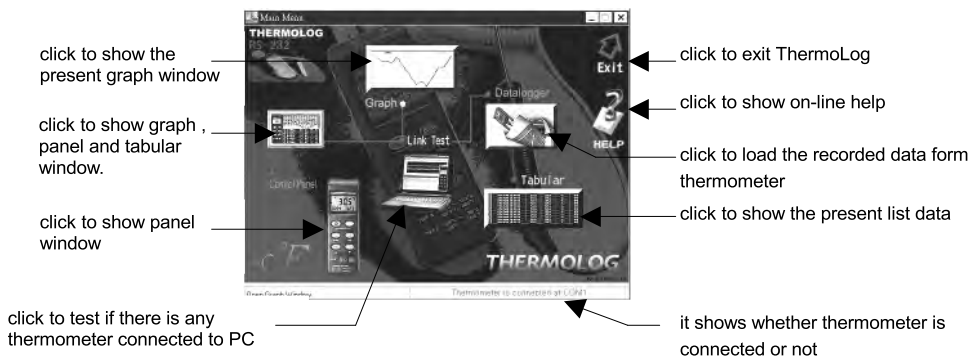 Main Menu
THERMOLOG
RS-232
click to show the
present graph window
click to exit ThermoLog
Exit
Graph
Datalogger
click to show on-line help
click to show graph ,
panel and tabular
window.
Link Test
HELP
click to load the recorded data form
thermometer
Control Panel
Tabular
click to show panel
window
click to show the present list data
THERMOLOG
Open Graph Window
Thermometer is connected at COM1
click to test if there is any
thermometer connected to PC
it shows whether thermometer is
connected or not